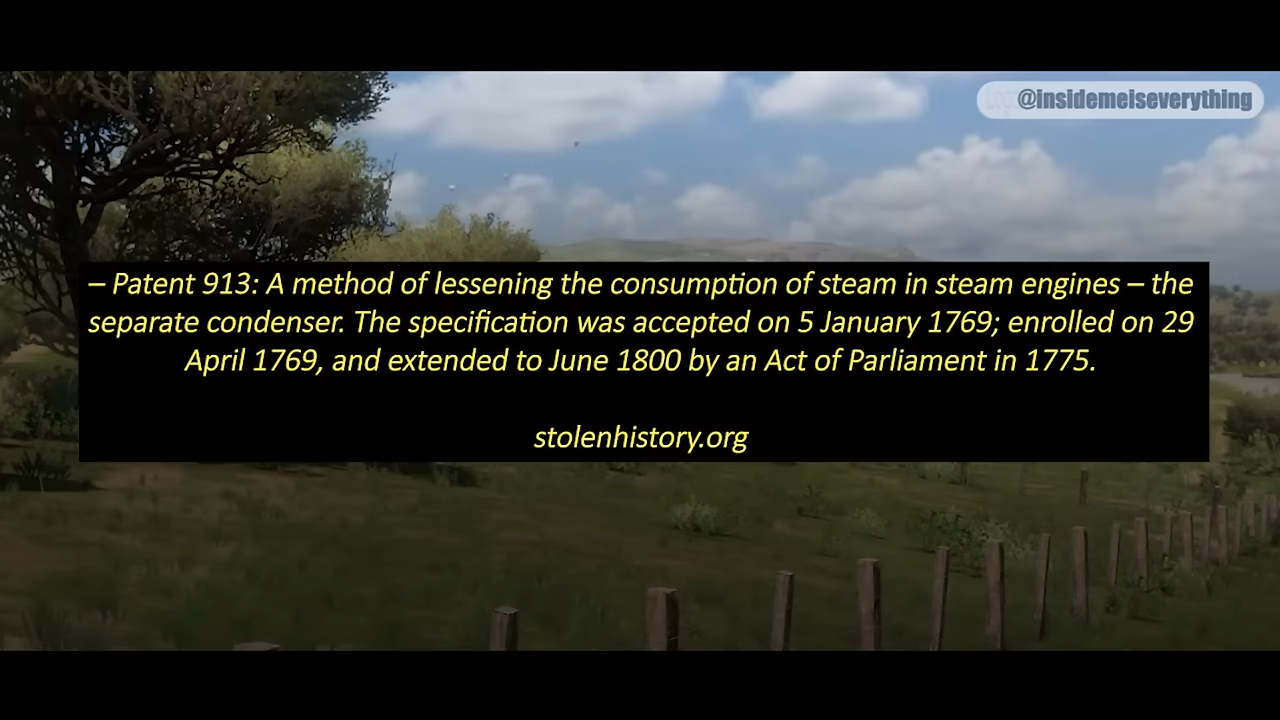 @insidemeiseverything
– Patent 913: A method of lessening the consumption of steam in steam engines – the
separate condenser. The specification was accepted on 5 January 1769; enrolled on 29
April 1769, and extended to June 1800 by an Act of Parliament in 1775.
stolenhistory.org